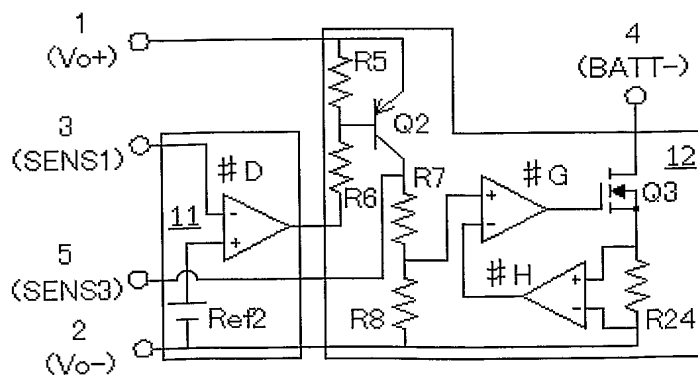 1
(Vo+)
3
(SENS1)
5
(SENS3)
2
(Vo-)
4
(BATT-)
R5
Q2
R6
R7
R8
#D
-
+
11
Ref2
#G
+
-
#H
+
-
12
Q3
R24